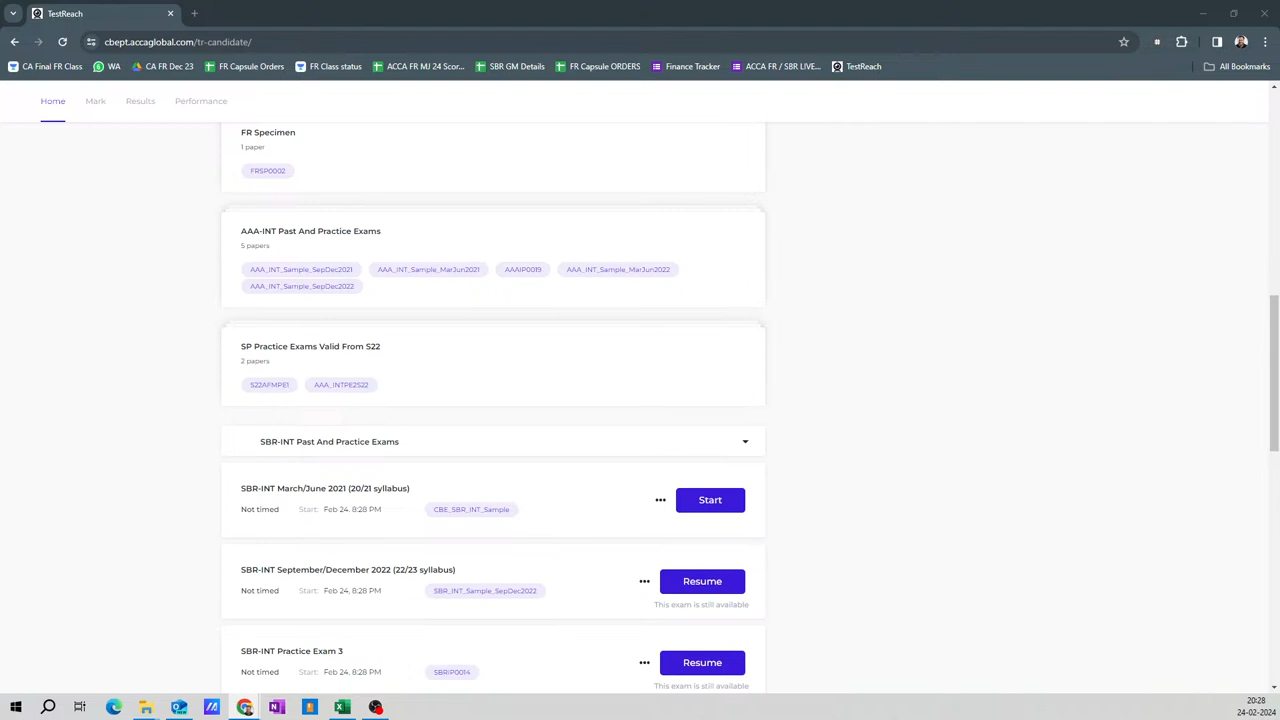 TestReach
cbept.accaglobal.com/tr-candidate/
CA Final FR Class
WA
CA FR Dec 23
FR Capsule Orders
FR Class status
ACCA FR MJ 24 Scor...
SBR GM Details
FR Capsule ORDERS
Finance Tracker
ACCA FR / SBR LIVE...
TestReach
All Bookmarks
Home
Mark
Results
Performance
FR Specimen
1 paper
FRSP0002
AAA-INT Past And Practice Exams
5 papers
AAA_INT_Sample_SepDec2021
AAA_INT_Sample_MarJun2021
AAAIP0019
AAA_INT_Sample_MarJun2022
AAA_INT_Sample_SepDec2022
SP Practice Exams Valid From S22
2 papers
S22AFMPE1
AAA_INTPE2S22
SBR-INT Past And Practice Exams
SBR-INT March/June 2021 (20/21 syllabus)
Not timed Start: Feb 24, 8:28 PM CBE_SBR_INT_Sample
Start
SBR-INT September/December 2022 (22/23 syllabus)
Not timed Start: Feb 24, 8:28 PM SBR_INT_Sample_SepDec2022
Resume
This exam is still available
SBR-INT Practice Exam 3
Not timed Start: Feb 24, 8:28 PM SBRIP0014
Resume
This exam is still available
20:28
24-02-2024